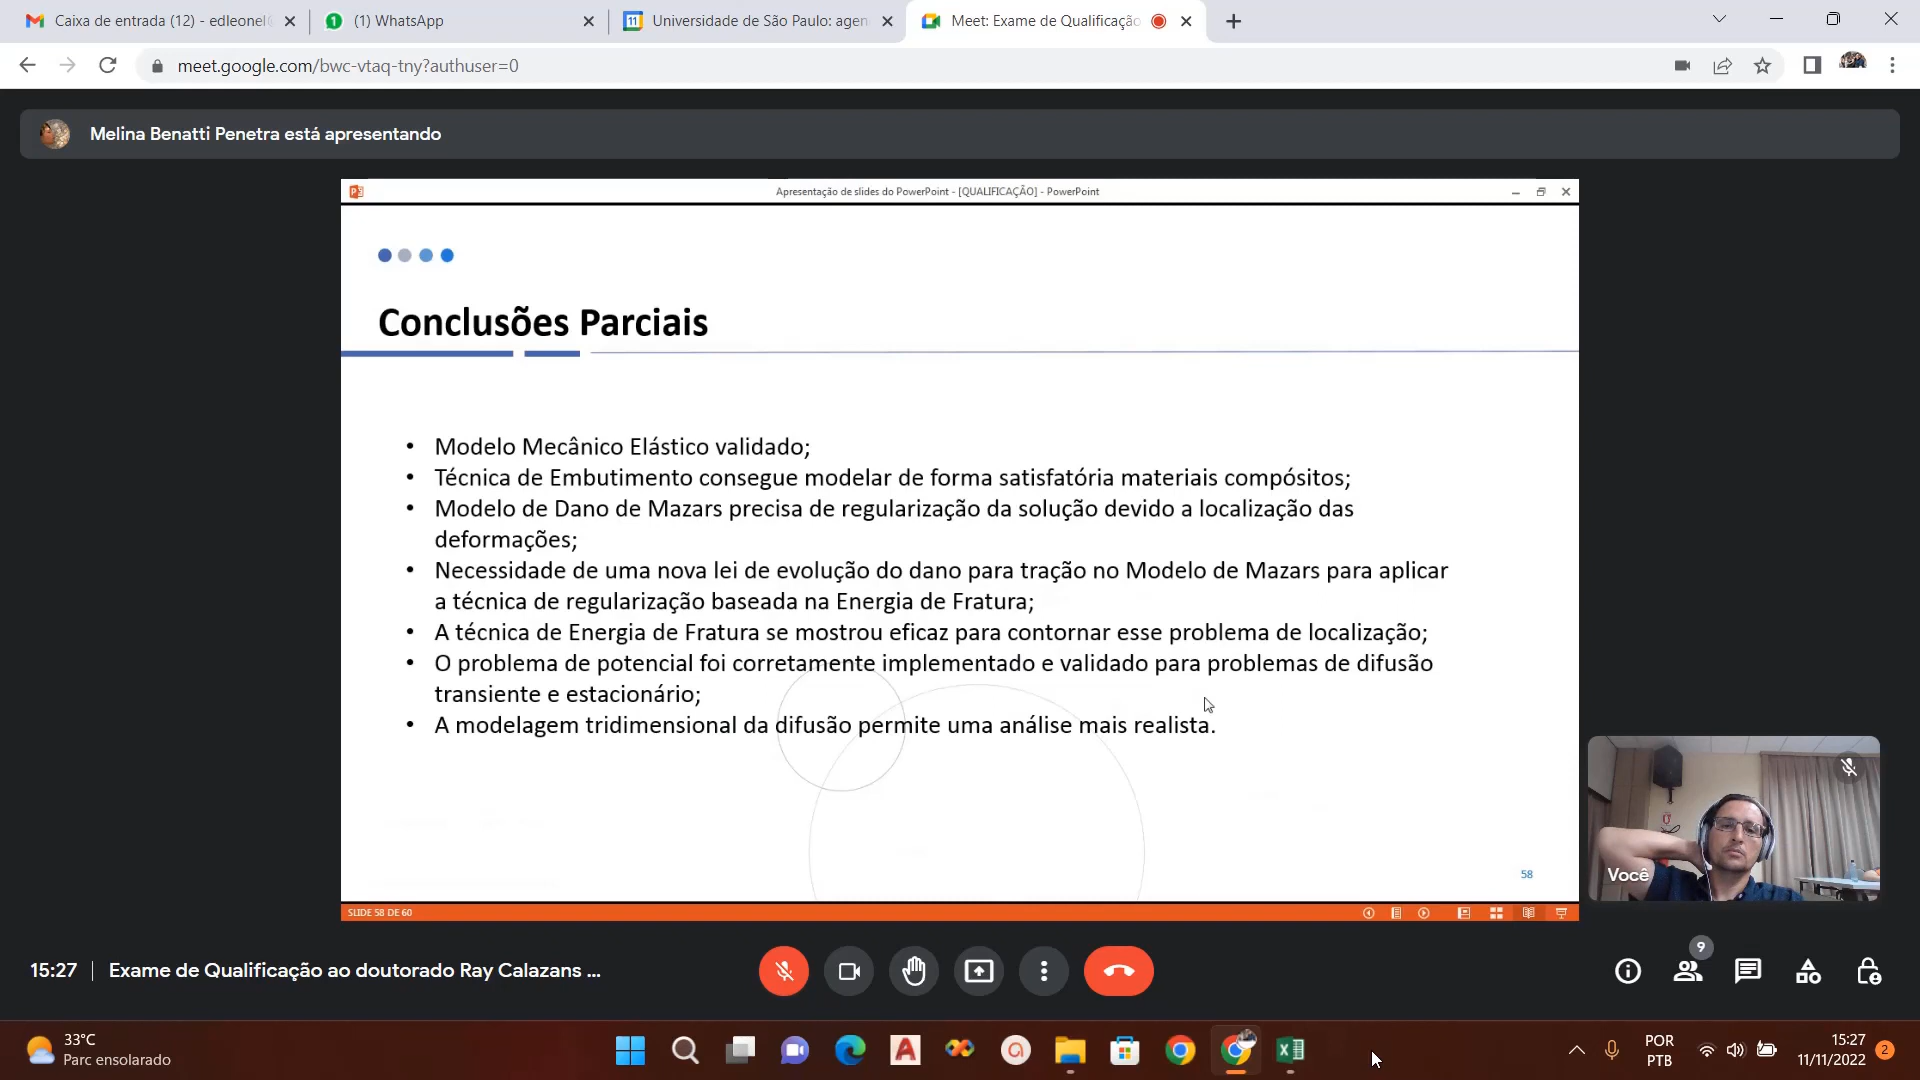 Caixa de entrada (12) - edleonel
(1) WhatsApp
Universidade de São Paulo: agen
Meet: Exame de Qualificação
meet.google.com/bwc-vtaq-tny?authuser=0
Melina Benatti Penetra está apresentando
Apresentação de slides do PowerPoint - [QUALIFICAÇÃO] - PowerPoint
Conclusões Parciais
• Modelo Mecânico Elástico validado;
• Técnica de Embutimento consegue modelar de forma satisfatória materiais compósitos;
• Modelo de Dano de Mazars precisa de regularização da solução devido a localização das
deformações;
• Necessidade de uma nova lei de evolução do dano para tração no Modelo de Mazars para aplicar
a técnica de regularização baseada na Energia de Fratura;
• A técnica de Energia de Fratura se mostrou eficaz para contornar esse problema de localização;
• O problema de potencial foi corretamente implementado e validado para problemas de difusão
transiente e estacionário;
• A modelagem tridimensional da difusão permite uma análise mais realista.
58
SLIDE 58 DE 60
Você
15:27 | Exame de Qualificação ao doutorado Ray Calazans ...
9
33°C
Parc ensolarado
POR
PTB
15:27
11/11/2022
2